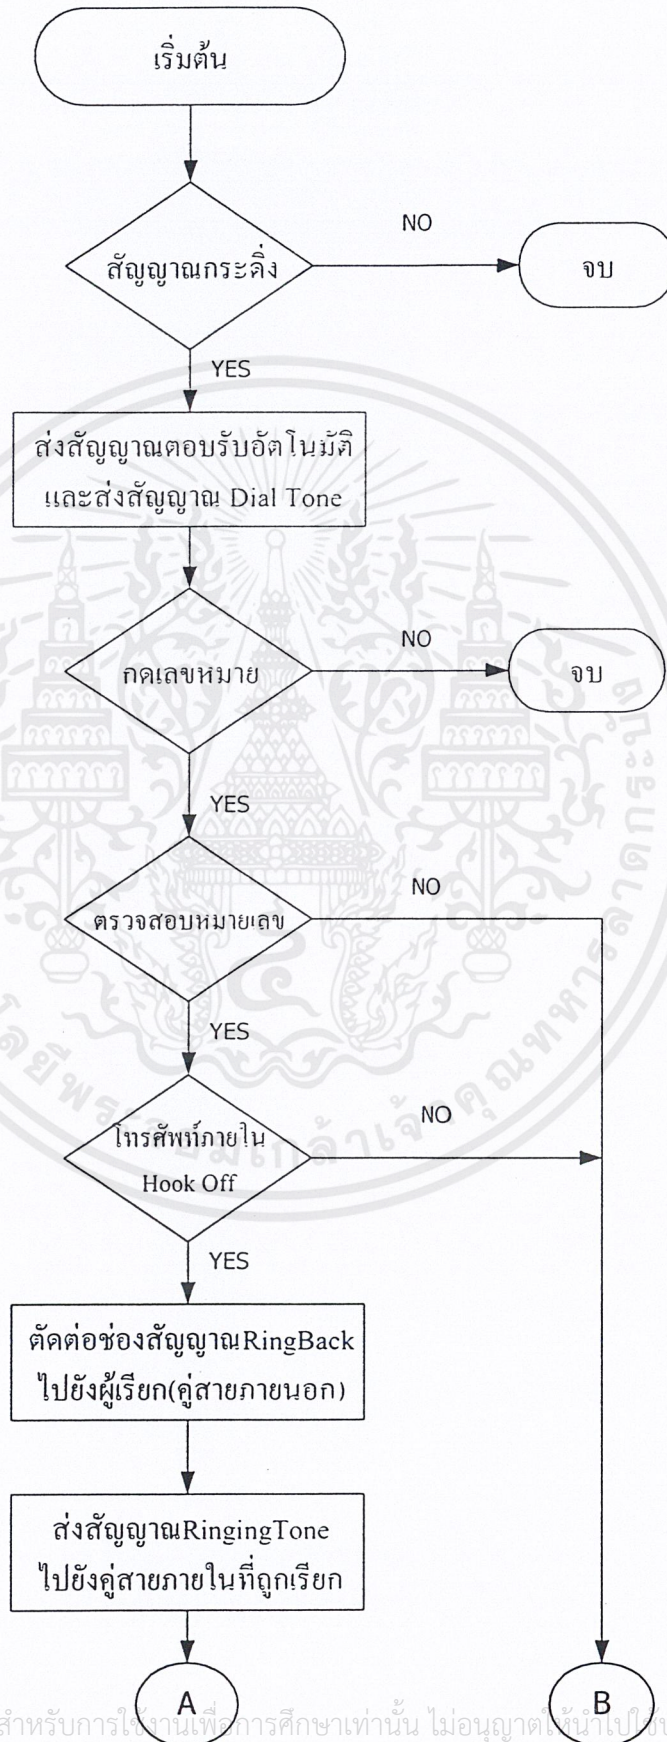 เริ่มต้น
สัญญาณกระดิ่ง
NO
จบ
YES
ส่งสัญญาณตอบรับอัตโนมัติ
และส่งสัญญาณ Dial Tone
กดเลขหมาย
NO
จบ
YES
ตรวจสอบหมายเลข
NO
YES
โทรศัพท์ภายใน
Hook Off
NO
YES
ตัดต่อช่องสัญญาณRingBack
ไปยังผู้เรียก(คู่สายภายนอก)
ส่งสัญญาณRingingTone
ไปยังคู่สายภายในที่ถูกเรียก
A
B
สำหรับการใช้งานเพื่อการศึกษาเท่านั้น ไม่อนุญาตให้นำไปใช้